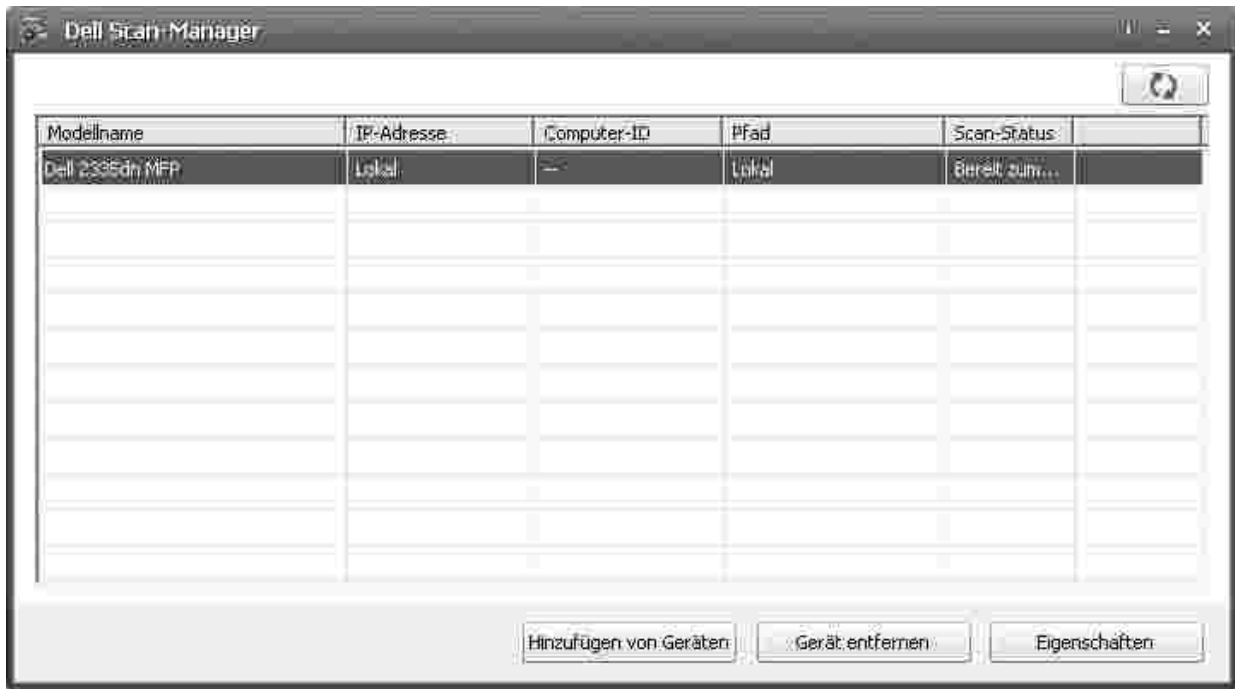 Dell Scan-Manager
Modellname IP-Adresse Computer-ID Pfad Scan-Status
Dell 2335dn MFP Lokal --- Lokal Bereit zum...
Hinzufügen von Geräten Gerät entfernen Eigenschaften